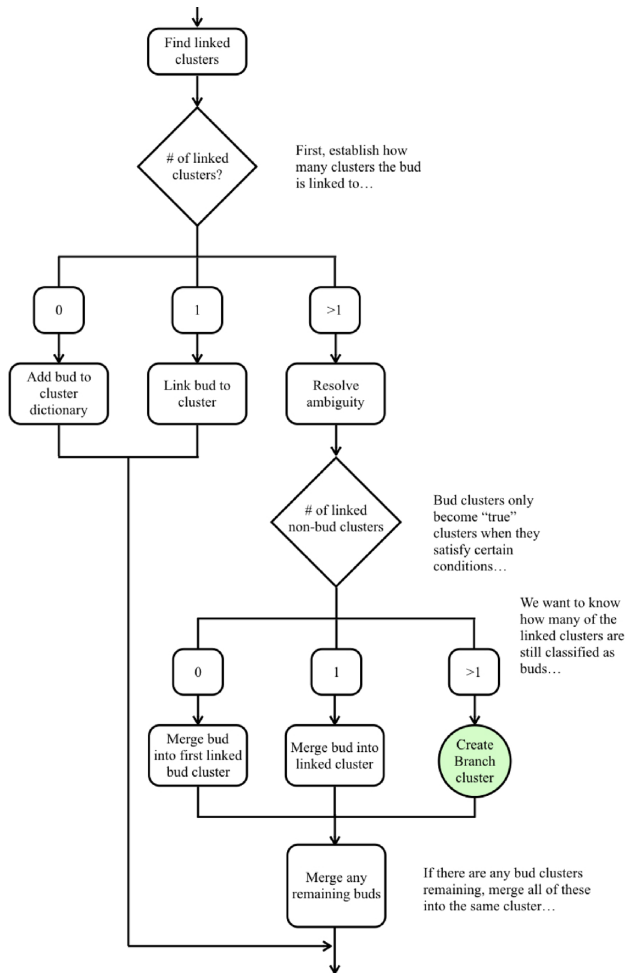 Find linked
clusters
# of linked
clusters?
First, establish how
many clusters the bud
is linked to…
0
1
>1
Add bud to
cluster
dictionary
Link bud to
cluster
Resolve
ambiguity
# of linked
non-bud clusters
Bud clusters only
become “true”
clusters when they
satisfy certain
conditions…
We want to know
how many of the
linked clusters are
still classified as
buds…
0
1
>1
Merge bud
into first linked
bud cluster
Merge bud into
linked cluster
Create
Branch
cluster
Merge any
remaining buds
If there are any bud clusters
remaining, merge all of these
into the same cluster…